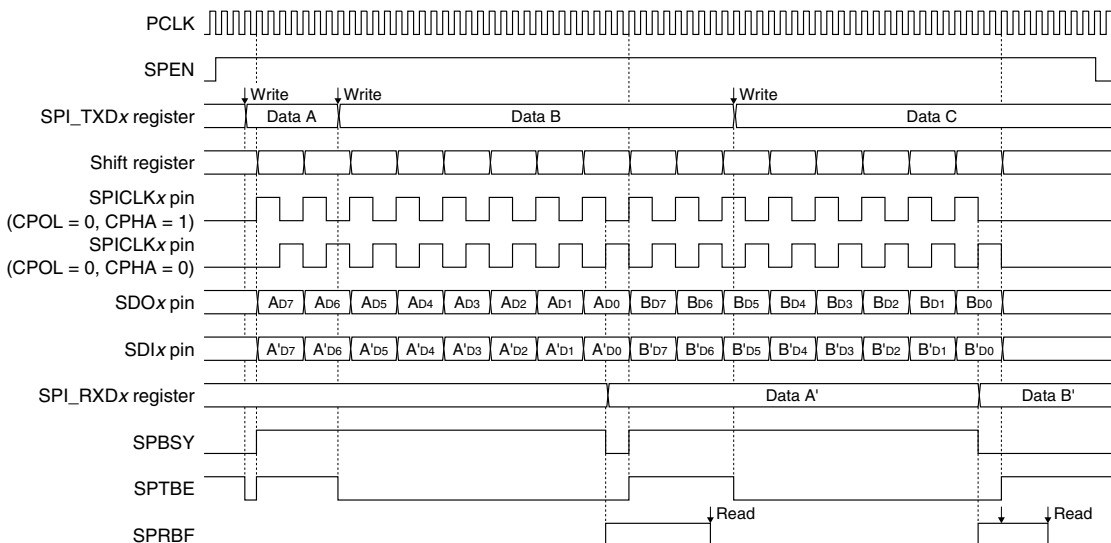 PCLK
SPEN
Write Write Write
SPI_TXDx register Data A Data B Data C
Shift register
SPICLKx pin
(CPOL = 0, CPHA = 1)
SPICLKx pin
(CPOL = 0, CPHA = 0)
SDOx pin AD7 AD6 AD5 AD4 AD3 AD2 AD1 AD0 BD7 BD6 BD5 BD4 BD3 BD2 BD1 BD0
SDIx pin A'D7 A'D6 A'D5 A'D4 A'D3 A'D2 A'D1 A'D0 B'D7 B'D6 B'D5 B'D4 B'D3 B'D2 B'D1 B'D0
SPI_RXDx register Data A' Data B'
SPBSY
SPTBE
Read Read
SPRBF